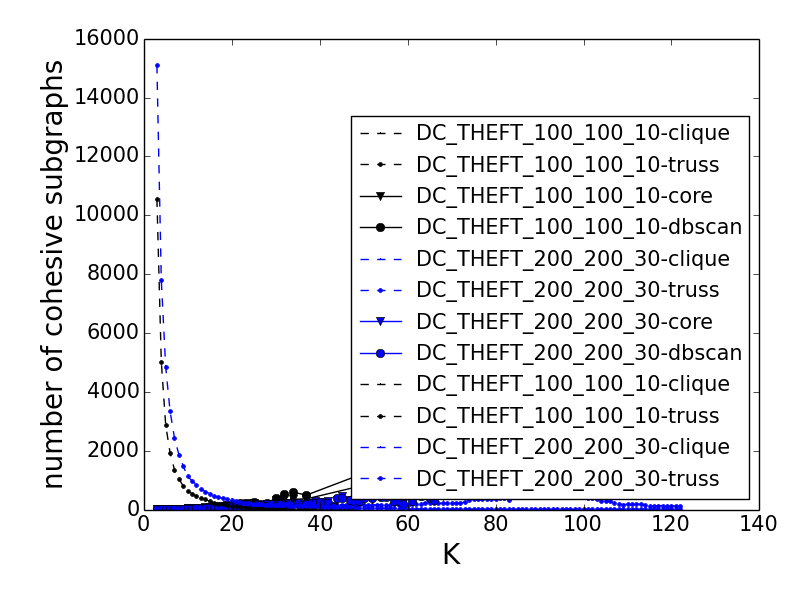 16000
14000
12000
10000
8000
6000
4000
2000
0
number of cohesive subgraphs
DC_THEFT_100_100_10-clique
DC_THEFT_100_100_10-truss
DC_THEFT_100_100_10-core
DC_THEFT_100_100_10-dbscan
DC_THEFT_200_200_30-clique
DC_THEFT_200_200_30-truss
DC_THEFT_200_200_30-core
DC_THEFT_200_200_30-dbscan
DC_THEFT_100_100_10-clique
DC_THEFT_100_100_10-truss
DC_THEFT_200_200_30-clique
DC_THEFT_200_200_30-truss
0 20 40 60 80 100 120 140
K